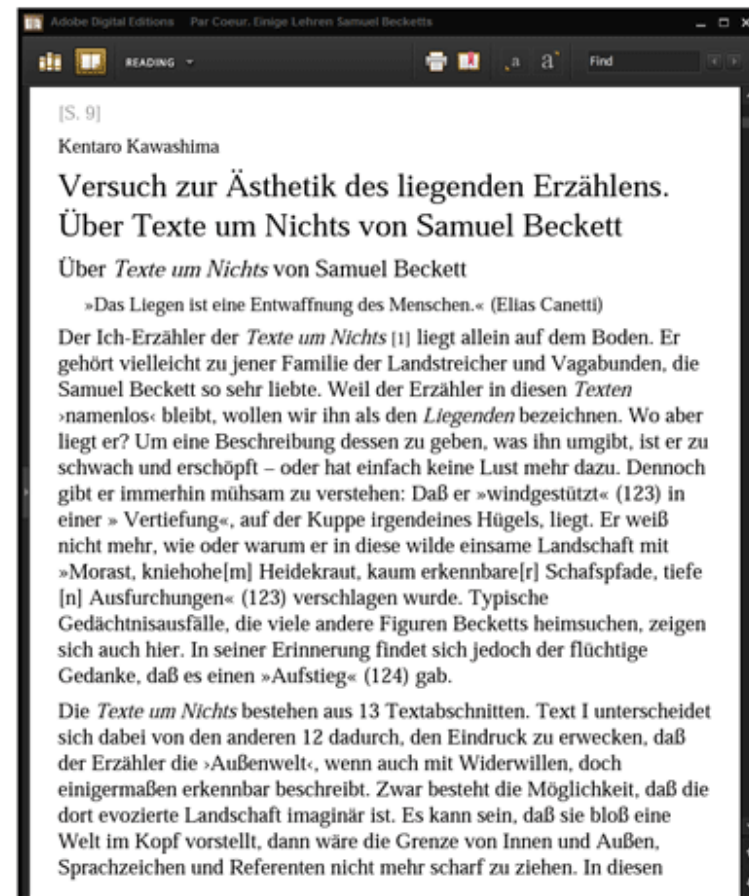 Adobe Digital Editions Par Coeur. Einige Lehren Samuel Becketts
READING
a a Find
[S. 9]
Kentaro Kawashima
Versuch zur Ästhetik des liegenden Erzählens.
Über Texte um Nichts von Samuel Beckett
Über Texte um Nichts von Samuel Beckett
»Das Liegen ist eine Entwaffnung des Menschen.« (Elias Canetti)
Der Ich-Erzähler der Texte um Nichts [1] liegt allein auf dem Boden. Er
gehört vielleicht zu jener Familie der Landstreicher und Vagabunden, die
Samuel Beckett so sehr liebte. Weil der Erzähler in diesen Texten
›namenlos‹ bleibt, wollen wir ihn als den Liegenden bezeichnen. Wo aber
liegt er? Um eine Beschreibung dessen zu geben, was ihn umgibt, ist er zu
schwach und erschöpft – oder hat einfach keine Lust mehr dazu. Dennoch
gibt er immerhin mühsam zu verstehen: Daß er »windgestützt« (123) in
einer » Vertiefung«, auf der Kuppe irgendeines Hügels, liegt. Er weiß
nicht mehr, wie oder warum er in diese wilde einsame Landschaft mit
»Morast, kniehohe[m] Heidekraut, kaum erkennbare[r] Schafspfade, tiefe
[n] Ausfurchungen« (123) verschlagen wurde. Typische
Gedächtnisausfälle, die viele andere Figuren Becketts heimsuchen, zeigen
sich auch hier. In seiner Erinnerung findet sich jedoch der flüchtige
Gedanke, daß es einen »Aufstieg« (124) gab.
Die Texte um Nichts bestehen aus 13 Textabschnitten. Text I unterscheidet
sich dabei von den anderen 12 dadurch, den Eindruck zu erwecken, daß
der Erzähler die ›Außenwelt‹, wenn auch mit Widerwillen, doch
einigermaßen erkennbar beschreibt. Zwar besteht die Möglichkeit, daß die
dort evozierte Landschaft imaginär ist. Es kann sein, daß sie bloß eine
Welt im Kopf vorstellt, dann wäre die Grenze von Innen und Außen,
Sprachzeichen und Referenten nicht mehr scharf zu ziehen. In diesen